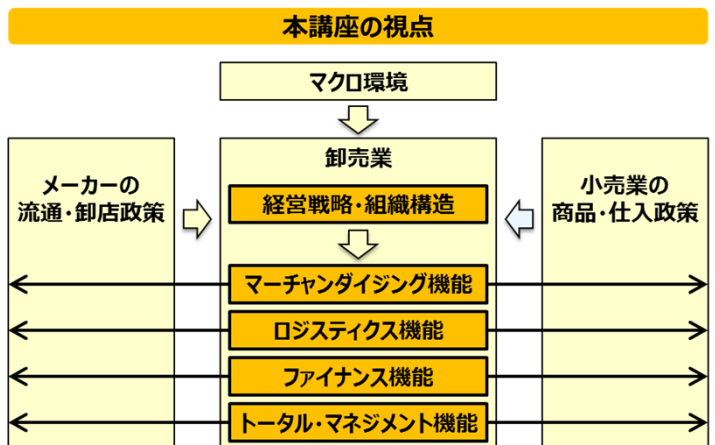 本講座の視点
マクロ環境
メーカーの
流通・卸店政策
卸売業
経営戦略・組織構造
小売業の
商品・仕入政策
マーチャンダイジング機能
ロジスティクス機能
ファイナンス機能
トータル・マネジメント機能